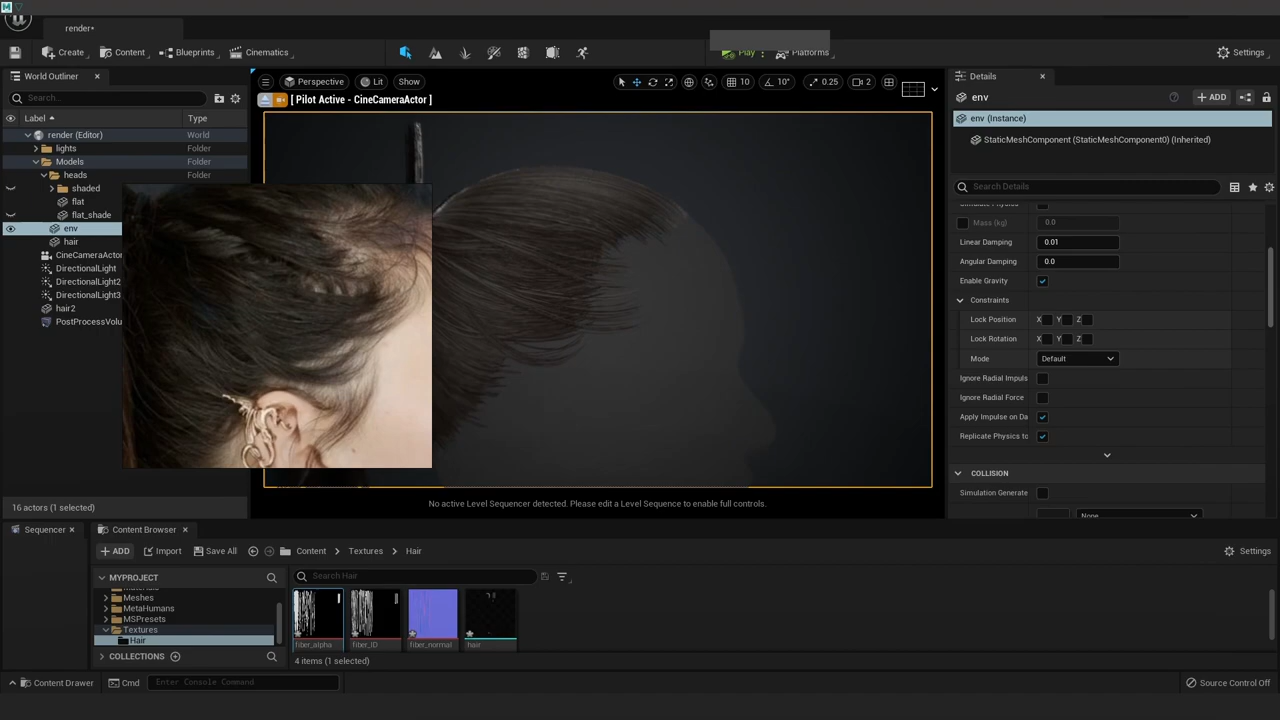 render*
Create
Content
Blueprints
Cinematics
Play
Platforms
Settings
World Outliner
Search...
Label
Type
render (Editor)
World
lights
Folder
Models
Folder
heads
Folder
shaded
flat
flat_shade
env
hair
CineCameraActor
DirectionalLight
DirectionalLight2
DirectionalLight3
hair2
PostProcessVolu
16 actors (1 selected)
Perspective
Lit
Show
10
10°
0.25
2
[ Pilot Active - CineCameraActor ]
No active Level Sequencer detected. Please edit a Level Sequence to enable full controls.
Details
env
ADD
env (Instance)
StaticMeshComponent (StaticMeshComponent0) (Inherited)
Search Details
Simulate Physics
Mass (kg)
0.0
Linear Damping
0.01
Angular Damping
0.0
Enable Gravity
Constraints
Lock Position
X
Y
Z
Lock Rotation
X
Y
Z
Mode
Default
Ignore Radial Impuls
Ignore Radial Force
Apply Impulse on Da
Replicate Physics to
COLLISION
Simulation Generate
None
Sequencer
Content Browser
ADD
Import
Save All
Content
Textures
Hair
Settings
MYPROJECT
Materials
Meshes
MetaHumans
MSPresets
Textures
Hair
COLLECTIONS
Search Hair
fiber_alpha
fiber_ID
fiber_normal
hair
4 items (1 selected)
Content Drawer
Cmd
Enter Console Command
Source Control Off